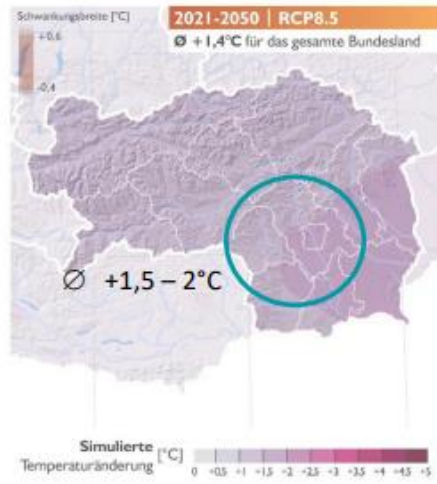 Schwankungsbreite [°C]
+0,6
-0,4
2021-2050 | RCP8.5
Ø +1,4°C für das gesamte Bundesland
Ø +1,5 – 2°C
Simulierte
Temperaturänderung
[°C]
0 +0,5 +1 +1,5 +2 +2,5 +3 +3,5 +4 +4,5 +5